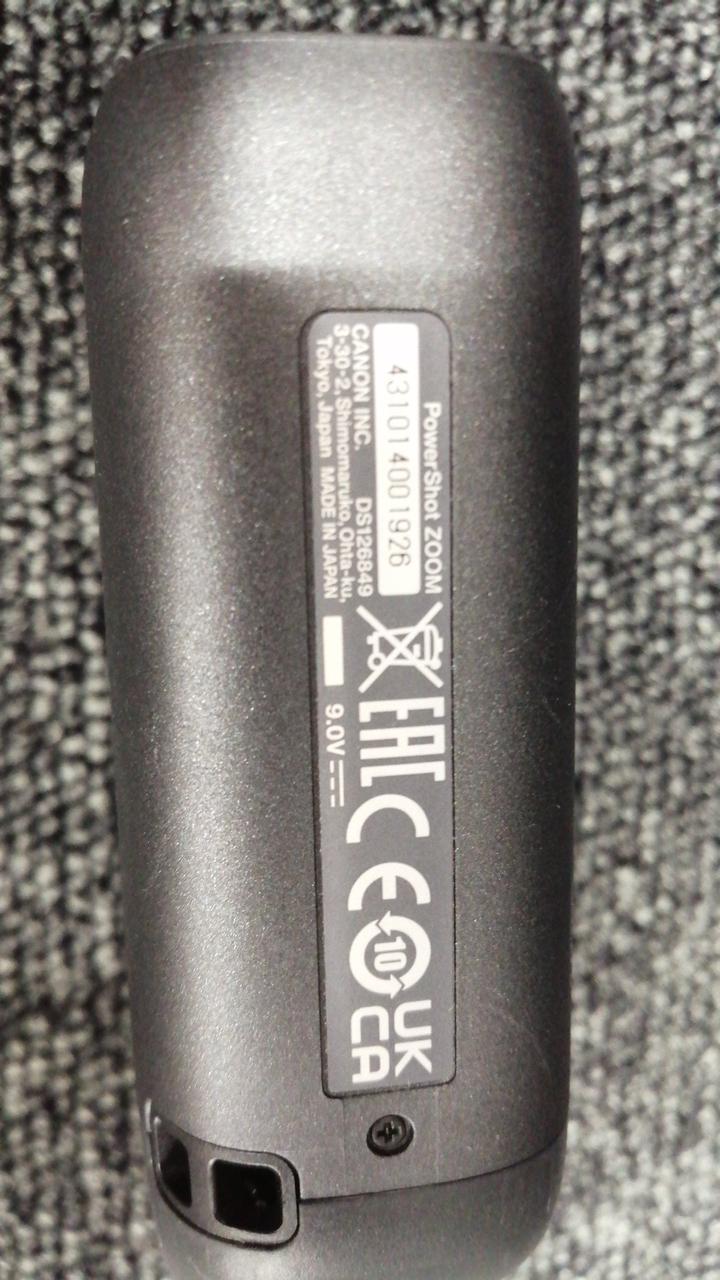 PowerShot ZOOM
431014001926
CANON INC. DS126849
3-30-2, Shimomaruko, Ohta-ku,
Tokyo, Japan MADE IN JAPAN
9.0V
EAC
CE
10
UK
CA